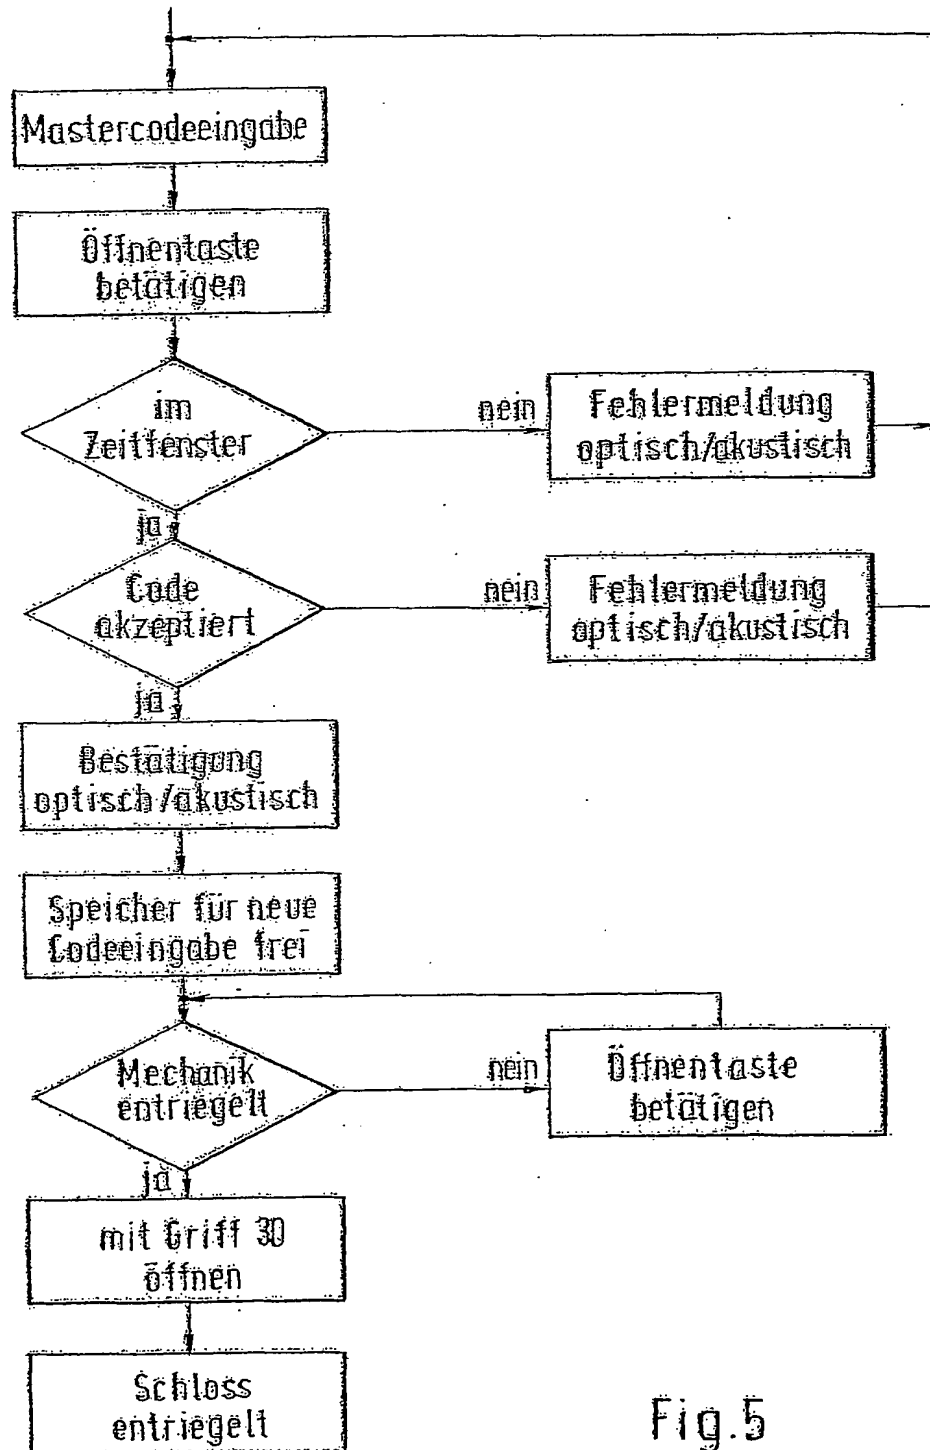 Mastercodeeingabe
Öffnentaste
betätigen
im
Zeitfenster
nein
Fehlermeldung
optisch/akustisch
ja
Code
akzeptiert
nein
Fehlermeldung
optisch/akustisch
ja
Bestätigung
optisch/akustisch
Speicher für neue
Codeeingabe frei
Mechanik
entriegelt
nein
Öffnentaste
betätigen
ja
mit Griff 30
öffnen
Schloss
entriegelt
Fig.5